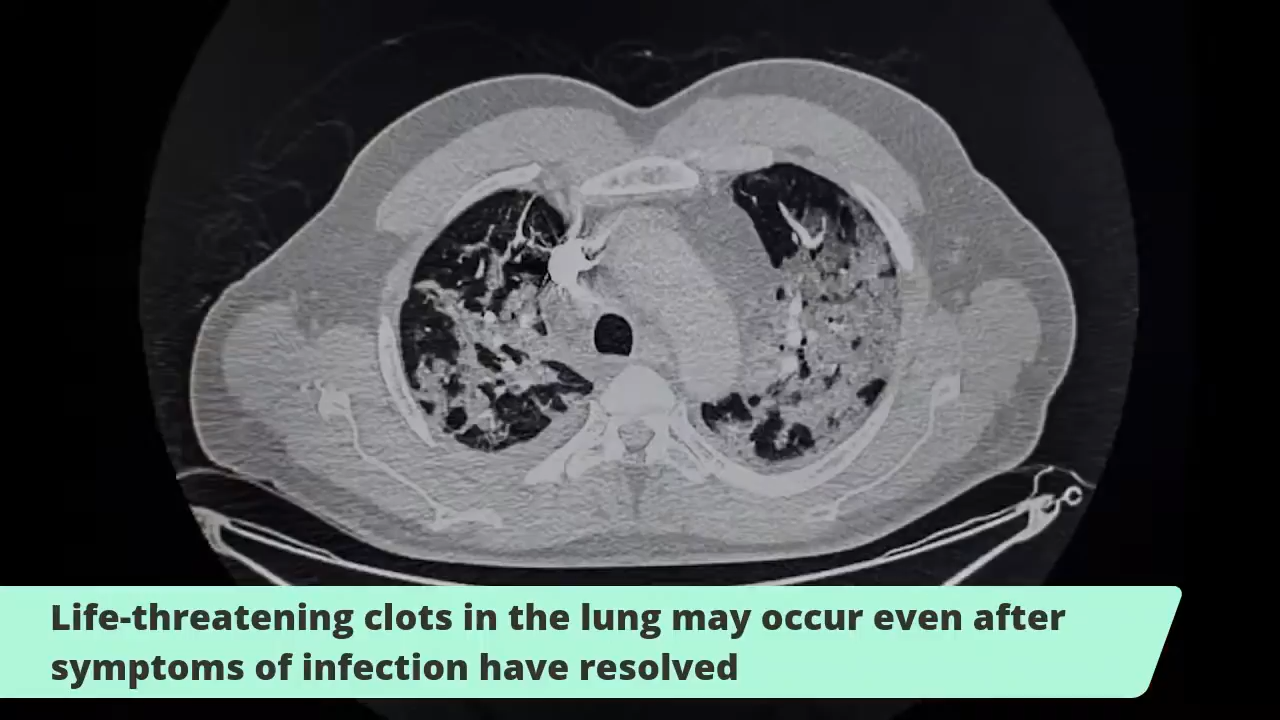 Life-threatening clots in the lung may occur even after
symptoms of infection have resolved